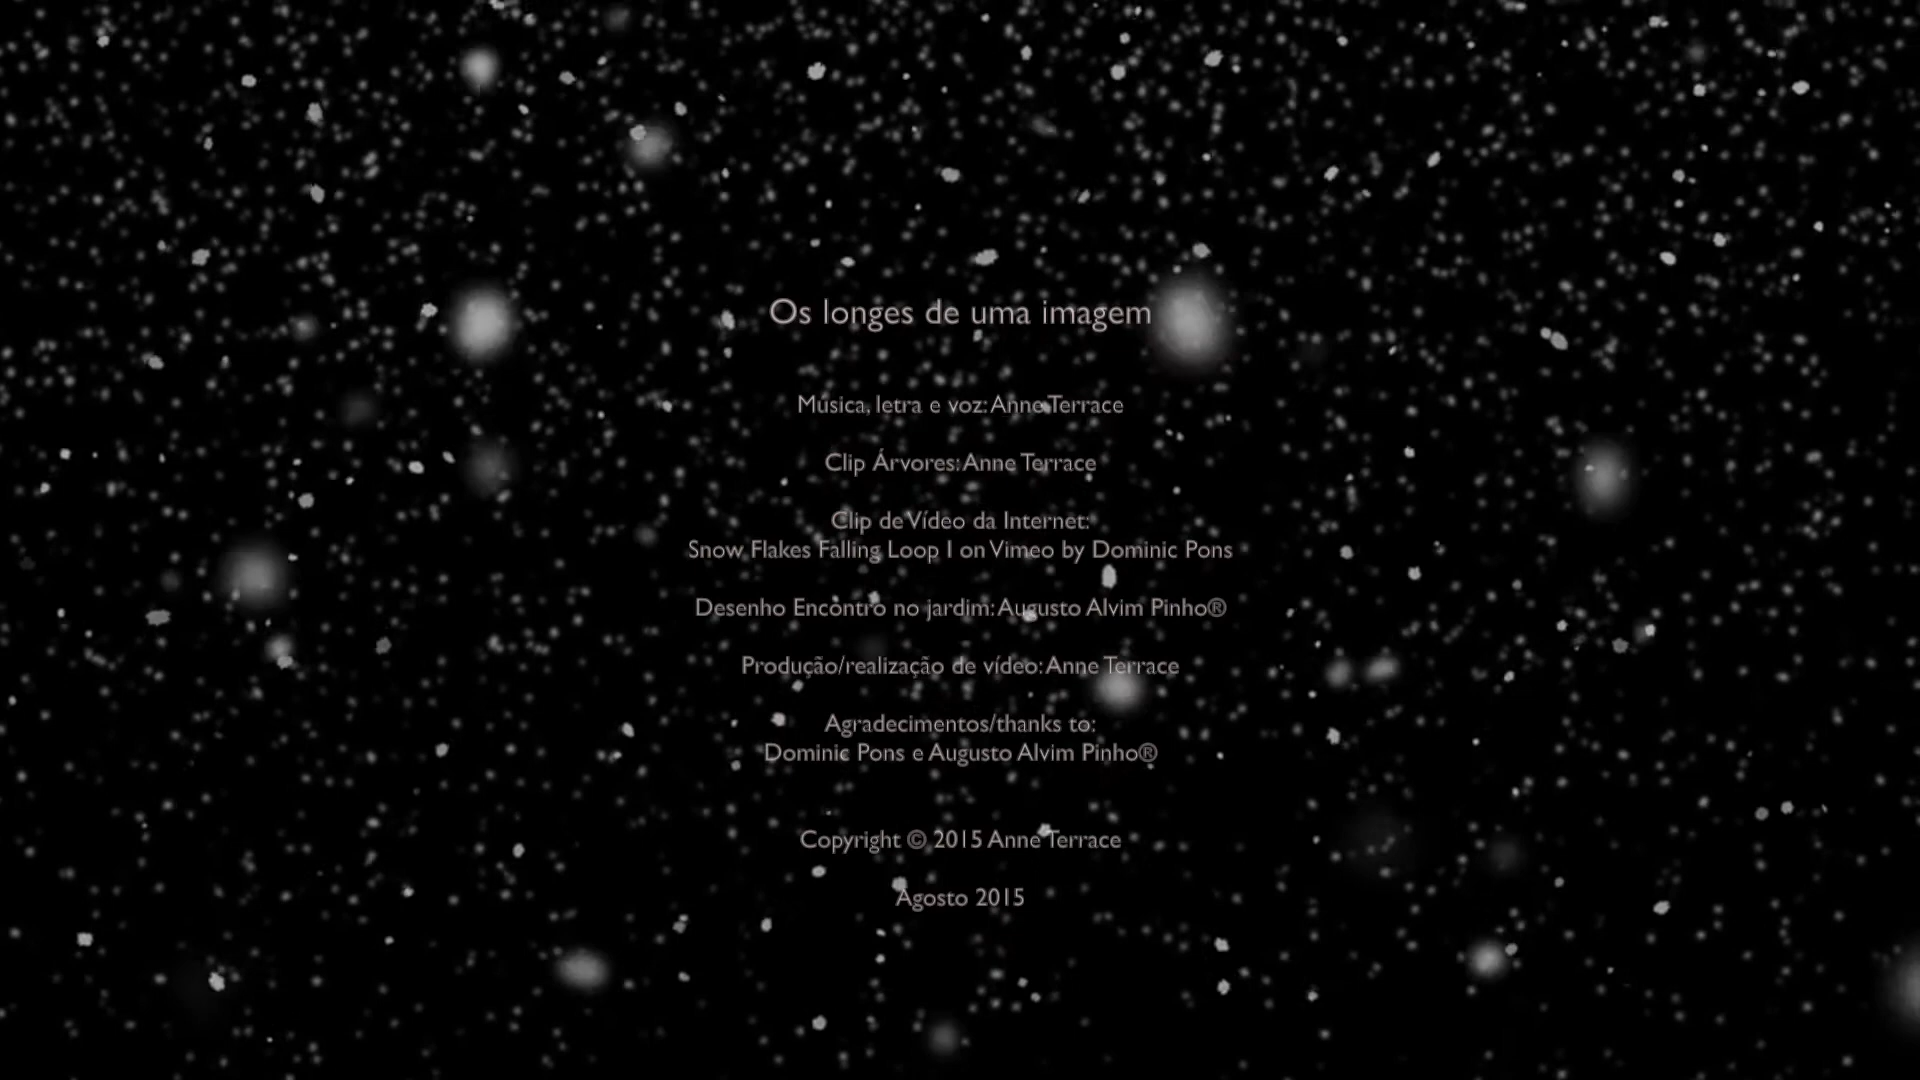 Os longes de uma imagem
Música, letra e voz: Anne Terrace
Clip Árvores: Anne Terrace
Clip de Vídeo da Internet:
Snow Flakes Falling Loop I on Vimeo by Dominic Pons
Desenho Encontro no jardim: Augusto Alvim Pinho®
Produção/realização de vídeo: Anne Terrace
Agradecimentos/thanks to:
Dominic Pons e Augusto Alvim Pinho®
Copyright © 2015 Anne Terrace
Agosto 2015